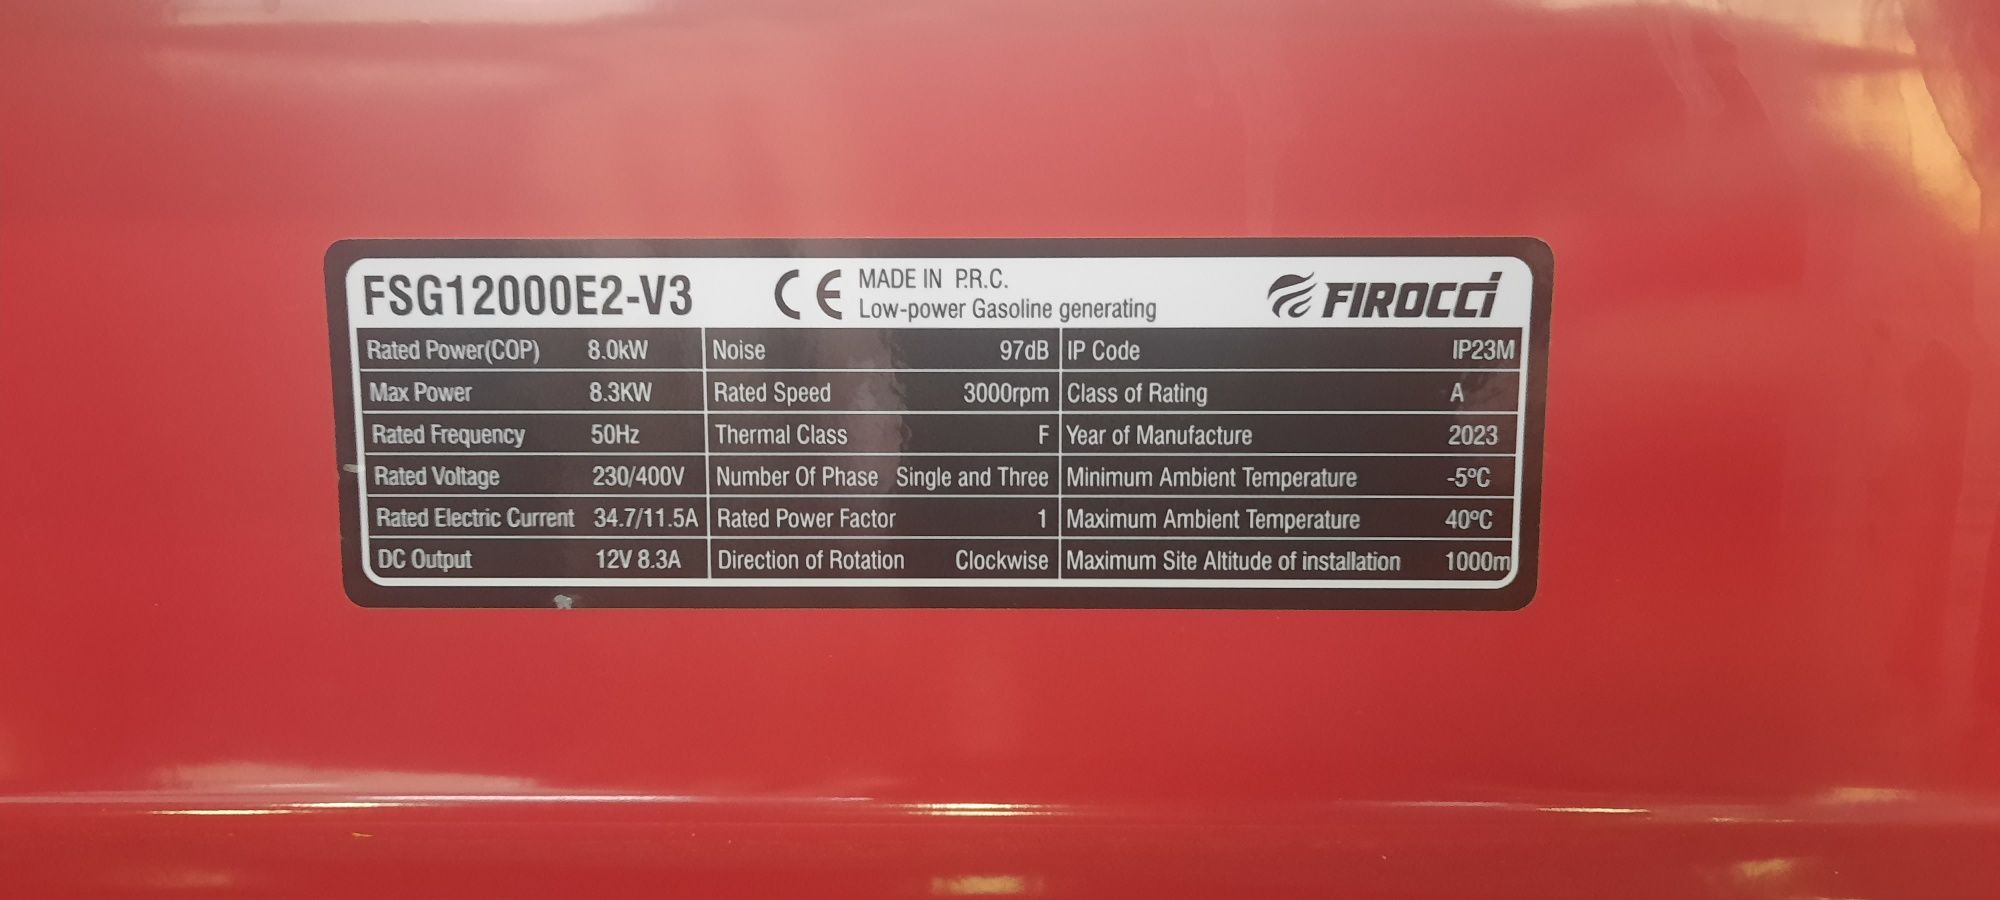 FSG12000E2-V3
CE
MADE IN P.R.C.
Low-power Gasoline generating
FIROCCI
Rated Power(COP) 8.0kW Noise 97dB IP Code IP23M
Max Power 8.3KW Rated Speed 3000rpm Class of Rating A
Rated Frequency 50Hz Thermal Class F Year of Manufacture 2023
Rated Voltage 230/400V Number Of Phase Single and Three Minimum Ambient Temperature -5ºC
Rated Electric Current 34.7/11.5A Rated Power Factor 1 Maximum Ambient Temperature 40ºC
DC Output 12V 8.3A Direction of Rotation Clockwise Maximum Site Altitude of installation 1000m